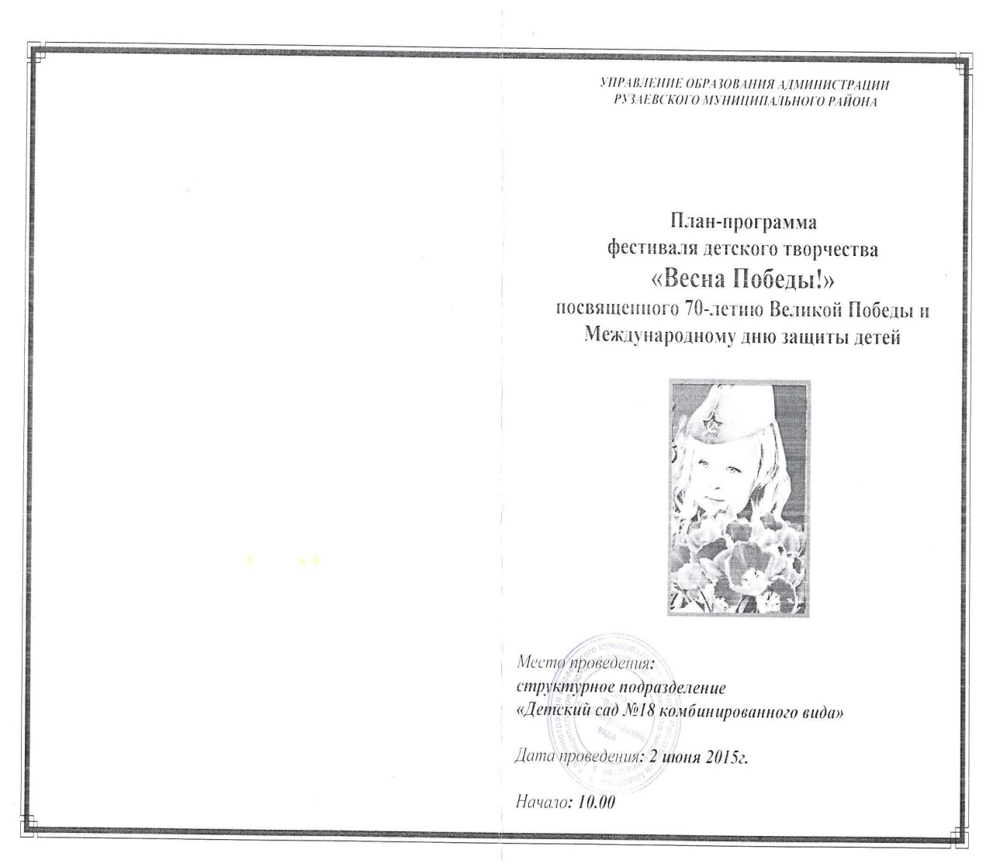 УПРАВЛЕНИЕ ОБРАЗОВАНИЯ АДМИНИСТРАЦИИ
РУЗАЕВСКОГО МУНИЦИПАЛЬНОГО РАЙОНА
План-программа
фестиваля детского творчества
«Весна Победы!»
посвященного 70-летию Великой Победы и
Международному дню защиты детей
Место проведения:
структурное подразделение
«Детский сад №18 комбинированного вида»
Дата проведения: 2 июня 2015г.
Начало: 10.00
вида